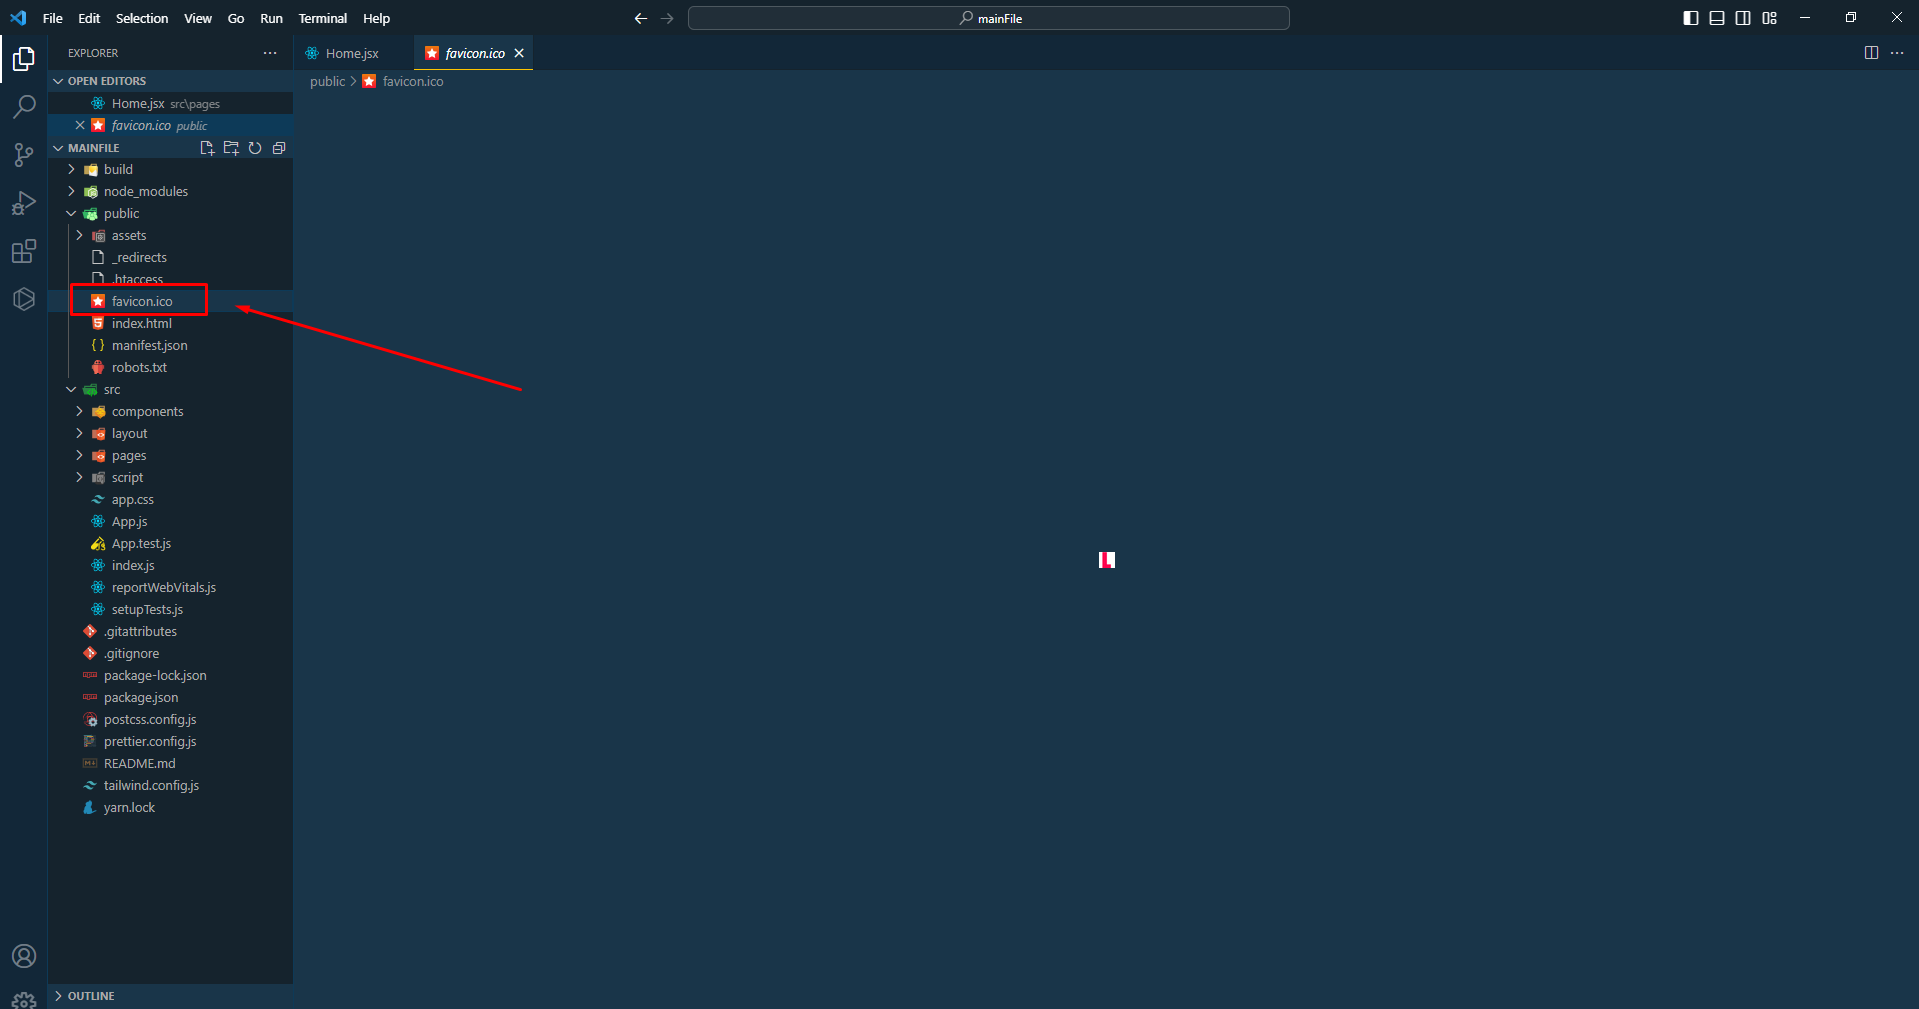 File Edit Selection View Go Run Terminal Help
mainFile
EXPLORER
Home.jsx
favicon.ico
public > favicon.ico
OPEN EDITORS
Home.jsx src\pages
favicon.ico public
MAINFILE
build
node_modules
public
assets
_redirects
.htaccess
favicon.ico
index.html
manifest.json
robots.txt
src
components
layout
pages
script
app.css
App.js
App.test.js
index.js
reportWebVitals.js
setupTests.js
.gitattributes
.gitignore
package-lock.json
package.json
postcss.config.js
prettier.config.js
README.md
tailwind.config.js
yarn.lock
L
OUTLINE